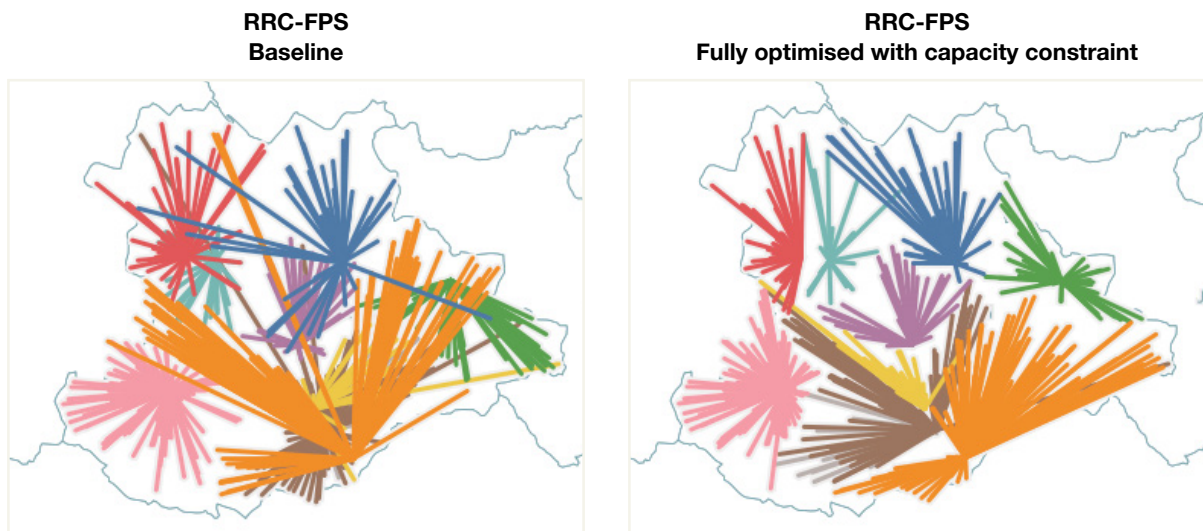 RRC-FPS
Baseline
RRC-FPS
Fully optimised with capacity constraint